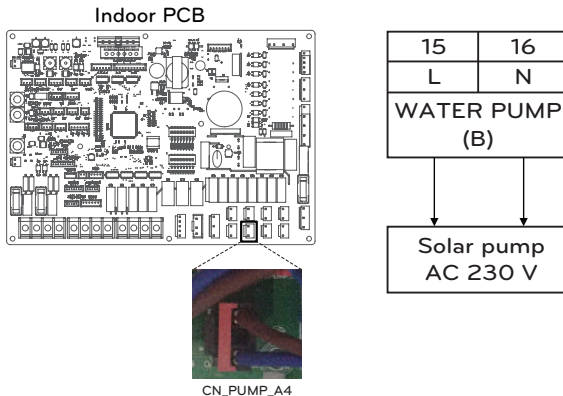 Indoor PCB
15 16
L N
WATER PUMP
(B)
Solar pump
AC 230 V
CN_PUMP_A4